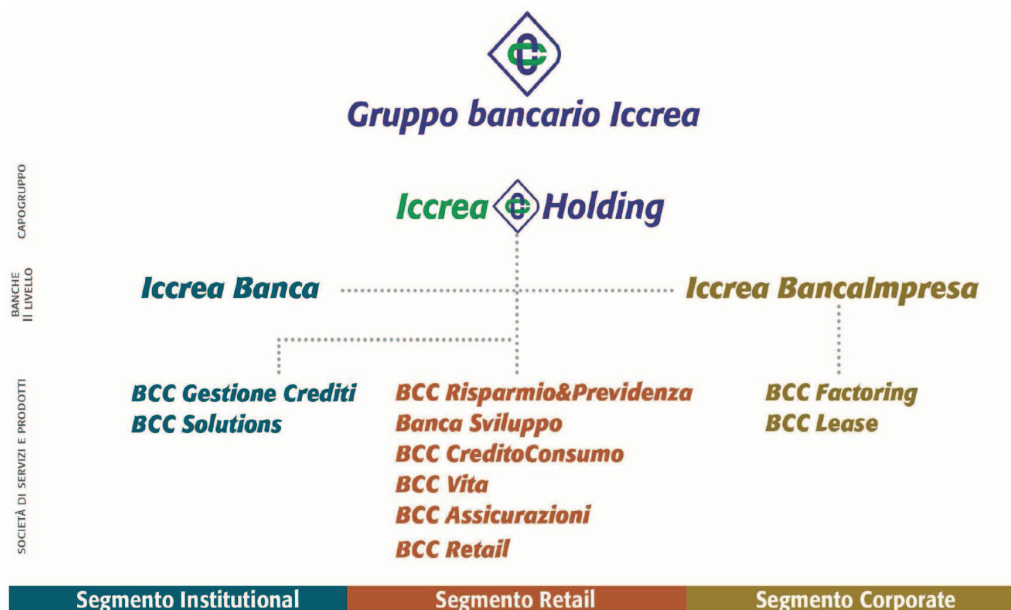 Gruppo bancario Iccrea
CAPOGRUPPO
Iccrea Holding
BANCHE
II LIVELLO
Iccrea Banca
Iccrea BancaImpresa
SOCIETÀ DI SERVIZI E PRODOTTI
BCC Gestione Crediti
BCC Solutions
BCC Risparmio&Previdenza
Banca Sviluppo
BCC CreditoConsumo
BCC Vita
BCC Assicurazioni
BCC Retail
BCC Factoring
BCC Lease
Segmento Institutional
Segmento Retail
Segmento Corporate